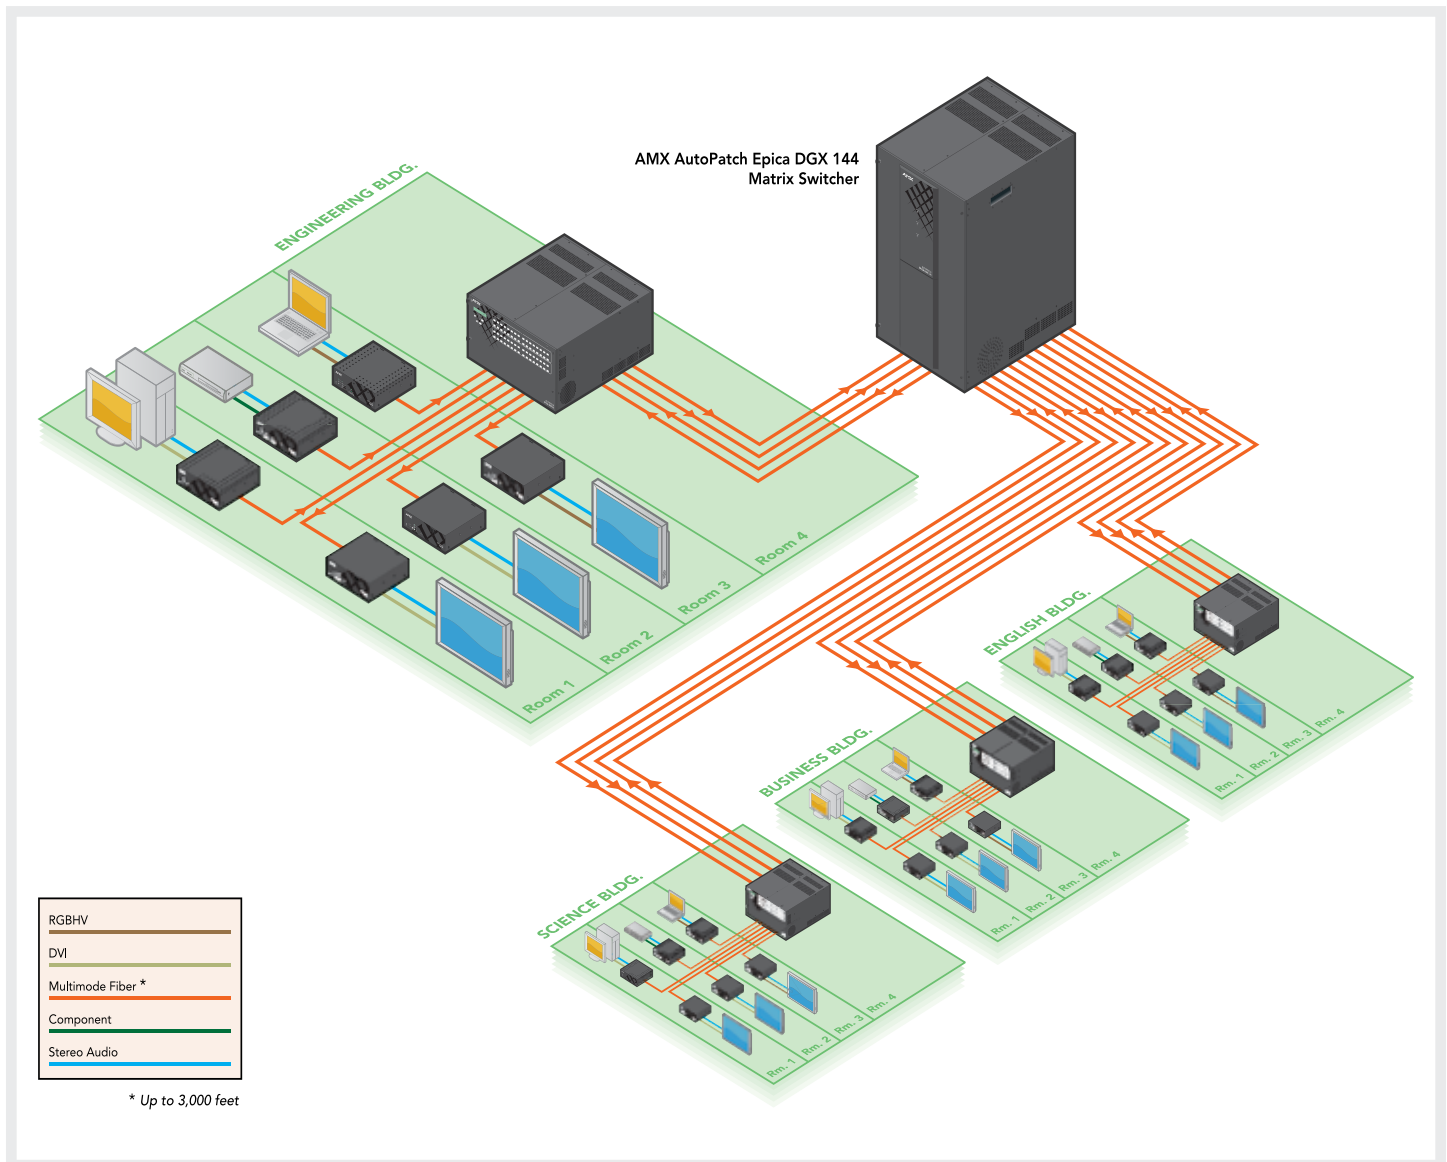 AMX AutoPatch Epica DGX 144
Matrix Switcher
ENGINEERING BLDG.
Room 4
Room 3
Room 2
Room 1
ENGLISH BLDG.
Rm. 4
Rm. 3
Rm. 2
Rm. 1
BUSINESS BLDG.
Rm. 4
Rm. 3
Rm. 2
Rm. 1
SCIENCE BLDG.
Rm. 4
Rm. 3
Rm. 2
Rm. 1
RGBHV
DVI
Multimode Fiber *
Component
Stereo Audio
* Up to 3,000 feet